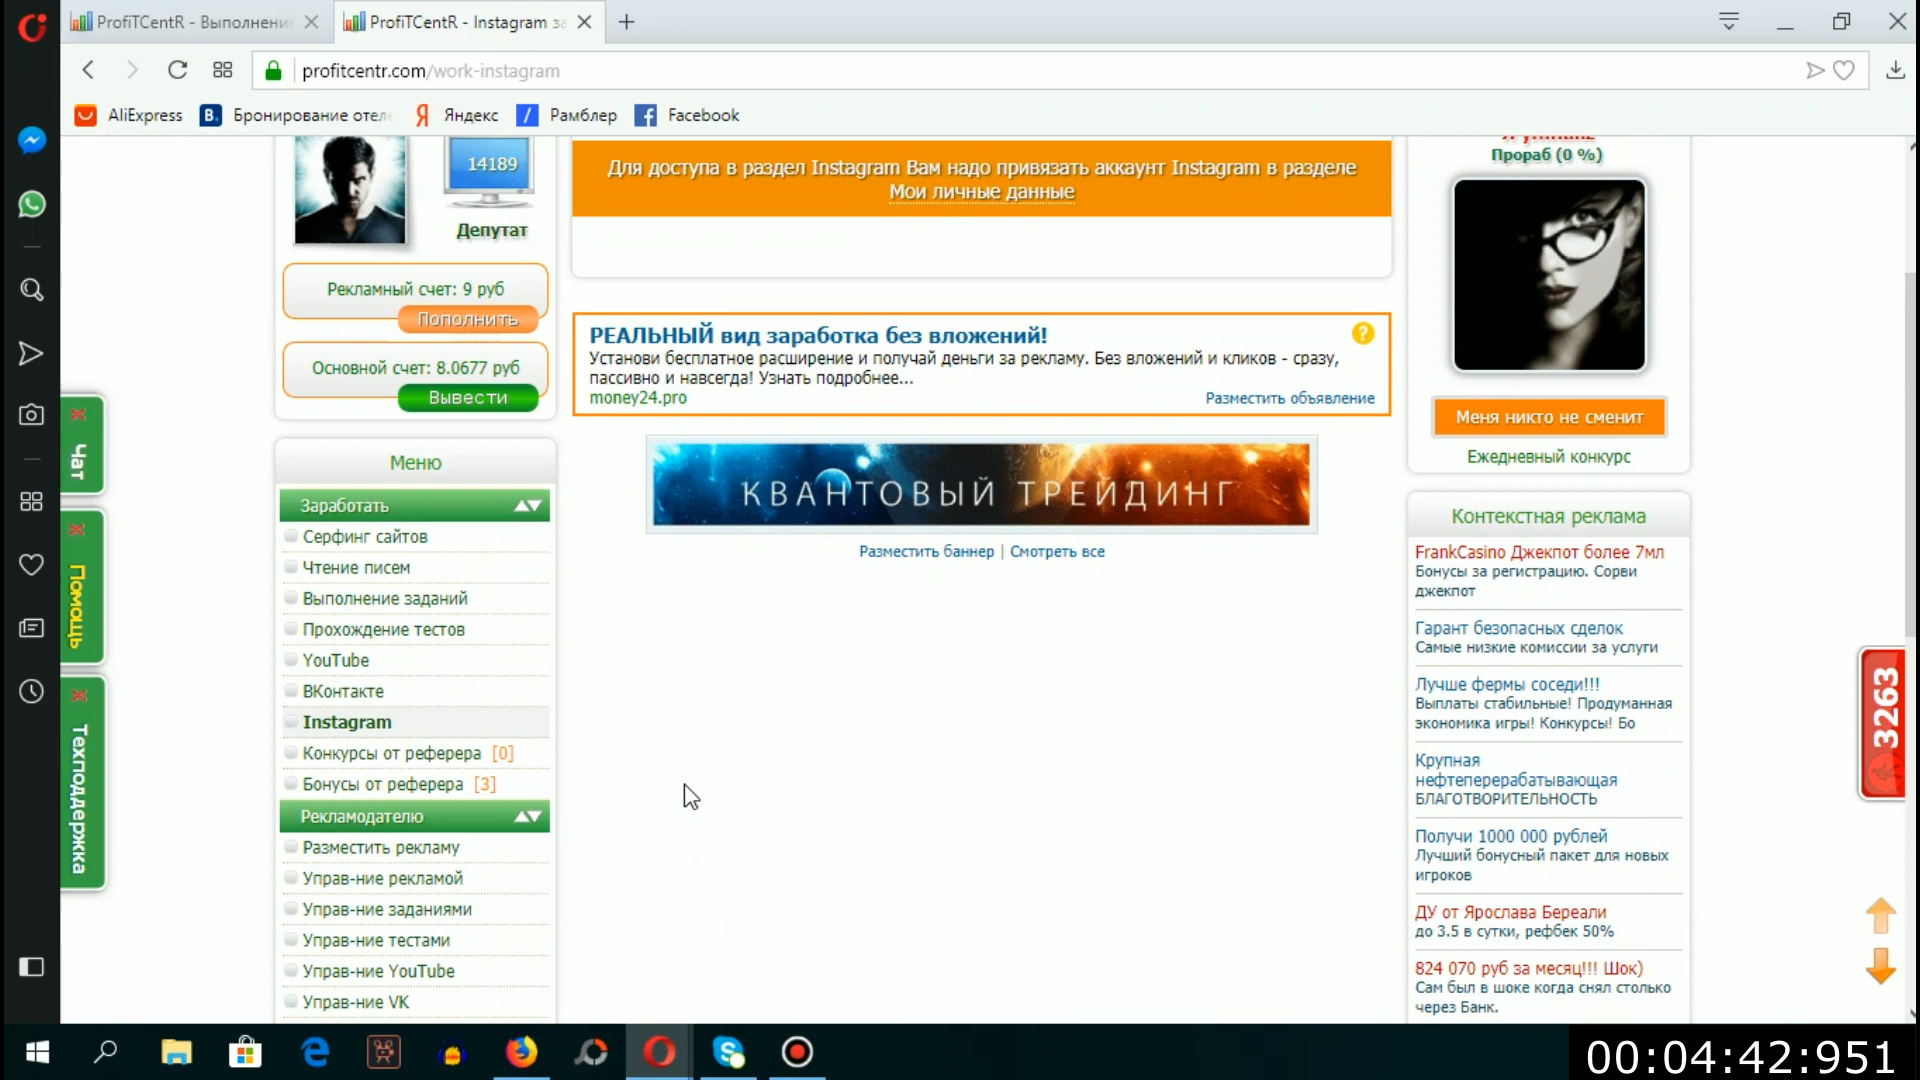 ProfiTCentR - Выполнени
ProfiTCentR - Instagram за
profitcentr.com/work-instagram
AliExpress
Бронирование отел
Яндекс
Рамблер
Facebook
14189
Депутат
Рекламный счет: 9 руб
Пополнить
Основной счет: 8.0677 руб
Вывести
Чат
Помощь
Техподдержка
Меню
Заработать
Серфинг сайтов
Чтение писем
Выполнение заданий
Прохождение тестов
YouTube
ВКонтакте
Instagram
Конкурсы от реферера [0]
Бонусы от реферера [3]
Рекламодателю
Разместить рекламу
Управ-ние рекламой
Управ-ние заданиями
Управ-ние тестами
Управ-ние YouTube
Управ-ние VK
Для доступа в раздел Instagram Вам надо привязать аккаунт Instagram в разделе
Мои личные данные
РЕАЛЬНЫЙ вид заработка без вложений!
?
Установи бесплатное расширение и получай деньги за рекламу. Без вложений и кликов - сразу,
пассивно и навсегда! Узнать подробнее...
money24.pro
Разместить объявление
КВАНТОВЫЙ ТРЕЙДИНГ
Разместить баннер | Смотреть все
Прораб (0 %)
Меня никто не сменит
Ежедневный конкурс
Контекстная реклама
FrankCasino Джекпот более 7мл
Бонусы за регистрацию. Сорви
джекпот
Гарант безопасных сделок
Самые низкие комиссии за услуги
Лучше фермы соседи!!!
Выплаты стабильные! Продуманная
экономика игры! Конкурсы! Бо
Крупная
нефтеперерабатывающая
БЛАГОТВОРИТЕЛЬНОСТЬ
Получи 1000 000 рублей
Лучший бонусный пакет для новых
игроков
ДУ от Ярослава Береали
до 3.5 в сутки, рефбек 50%
824 070 руб за месяц!!! Шок)
Сам был в шоке когда снял столько
через Банк.
3263
00:04:42:951